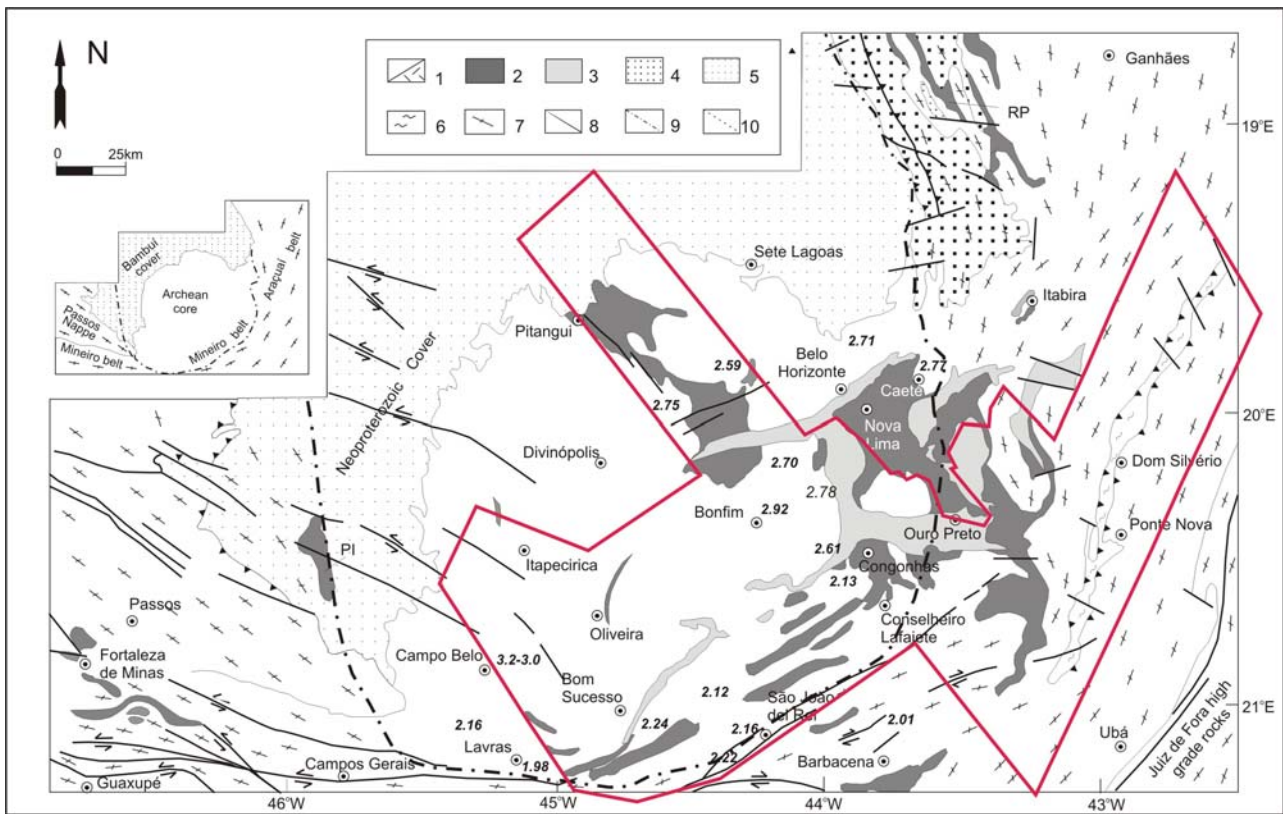 N
0 25km
1 2 3 4 5
6 7 8 9 10
Bambui
cover
Archean
core
Araçuai belt
Passos
Nappe
Mineiro belt
Mineiro belt
Ganhães
RP
19°E
Sete Lagoas
Itabira
Pitangui
Neoproterozoic Cover
2.71
Belo
Horizonte
2.59
2.77
Caeté
2.75
Nova
Lima
20°E
Divinópolis
2.70
Dom Silvério
2.78
Bonfim
2.92
Ouro Preto
Ponte Nova
PI
Itapecirica
2.61
Congonhas
2.13
Passos
Oliveira
Conselheiro
Lafaiete
Fortaleza
de Minas
Campo Belo
3.2-3.0
Bom
Sucesso
2.12
São João
del Rei
21°E
2.16
2.24
2.16
2.01
Ubá
Lavras
1.98
2.22
Campos Gerais
Barbacena
Guaxupé
Juiz de Fora high
grade rocks
46°W
45°W
44°W
43°W